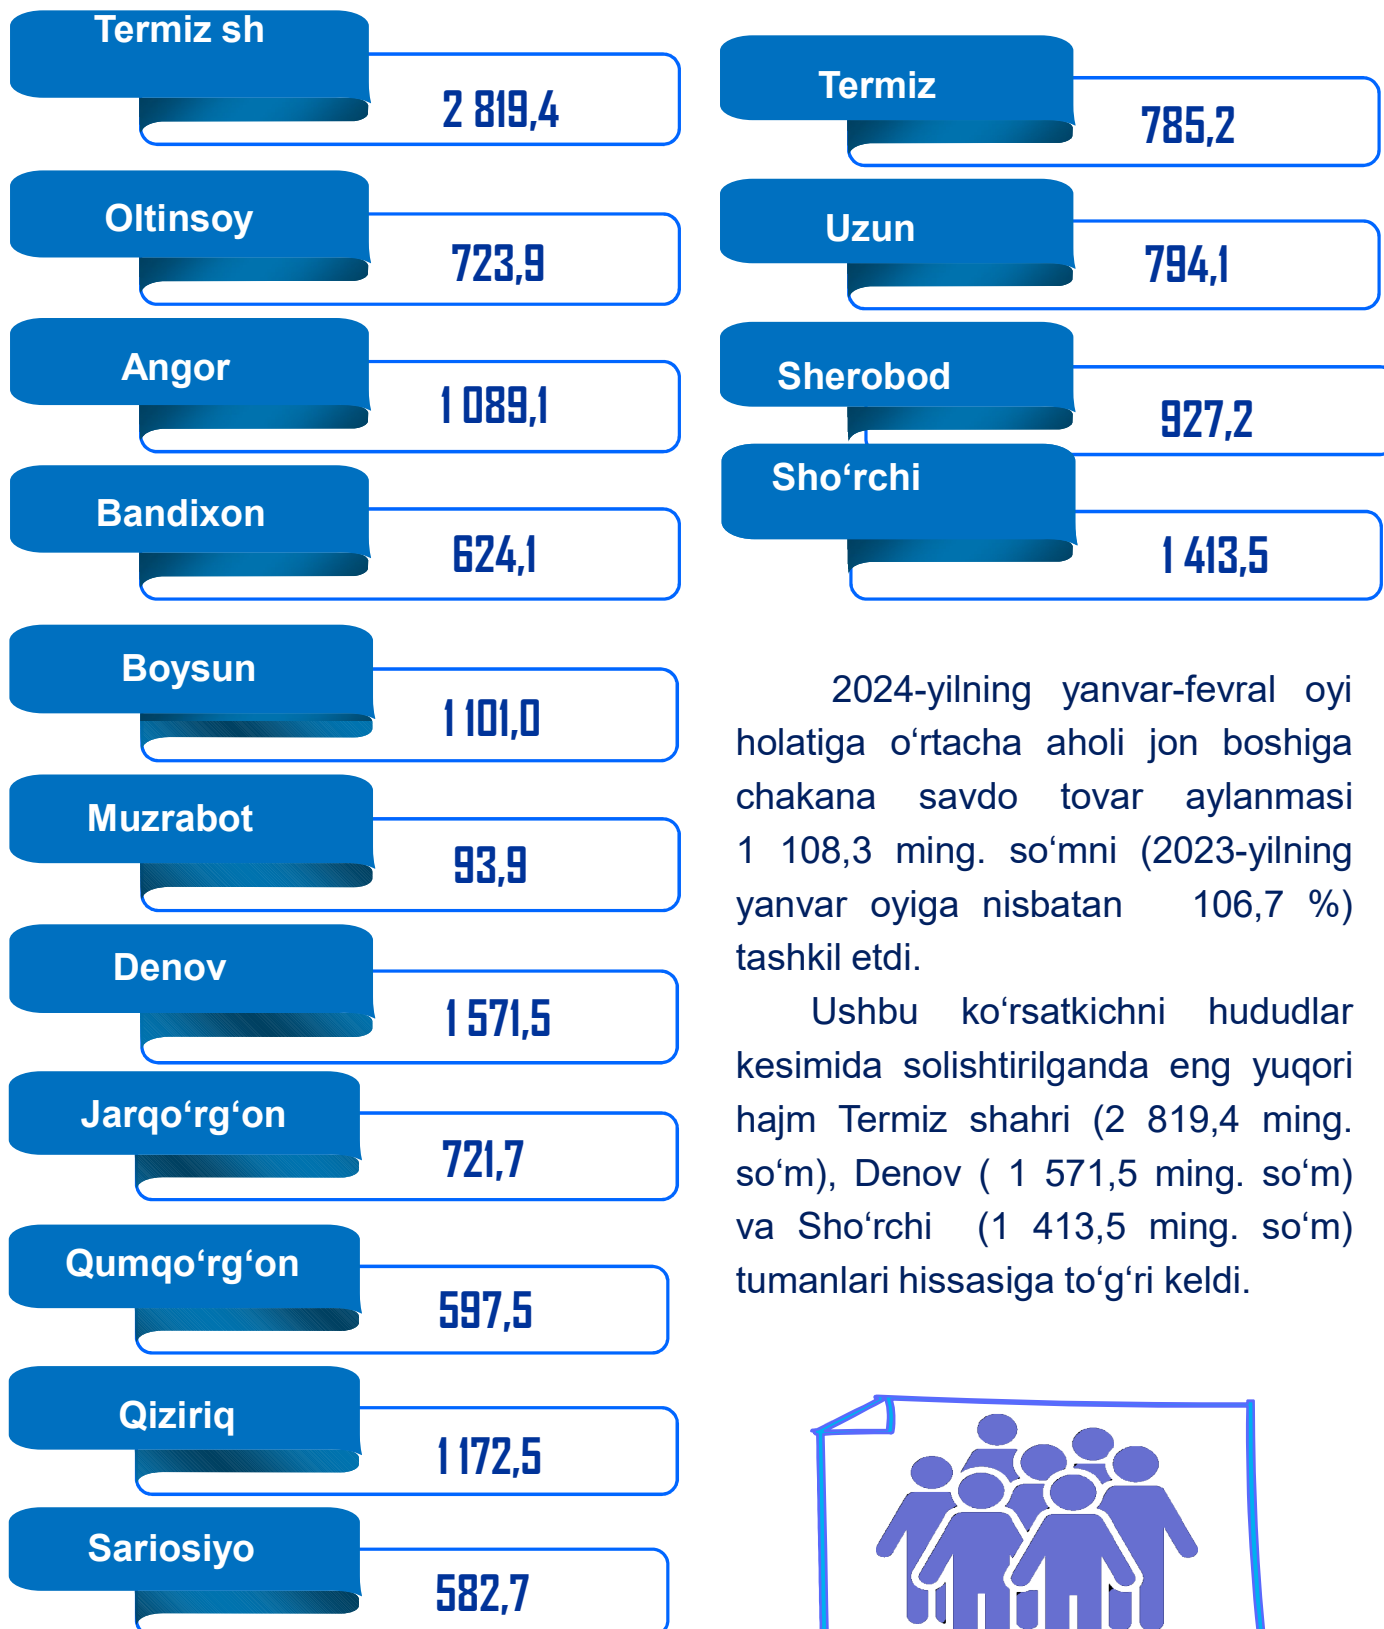 Termiz sh
2 819,4
Oltinsoy
723,9
Angor
1 089,1
Bandixon
624,1
Boysun
1 101,0
Muzrabot
93,9
Denov
1 571,5
Jarqo‘rg‘on
721,7
Qumqo‘rg‘on
597,5
Qiziriq
1 172,5
Sariosiyo
582,7
Termiz
785,2
Uzun
794,1
Sherobod
927,2
Sho‘rchi
1 413,5
2024-yilning yanvar-fevral oyi
holatiga o‘rtacha aholi jon boshiga
chakana savdo tovar aylanmasi
1 108,3 ming. so‘mni (2023-yilning
yanvar oyiga nisbatan 106,7 %)
tashkil etdi.
Ushbu ko‘rsatkichni hududlar
kesimida solishtirilganda eng yuqori
hajm Termiz shahri (2 819,4 ming.
so‘m), Denov ( 1 571,5 ming. so‘m)
va Sho‘rchi (1 413,5 ming. so‘m)
tumanlari hissasiga to‘g‘ri keldi.